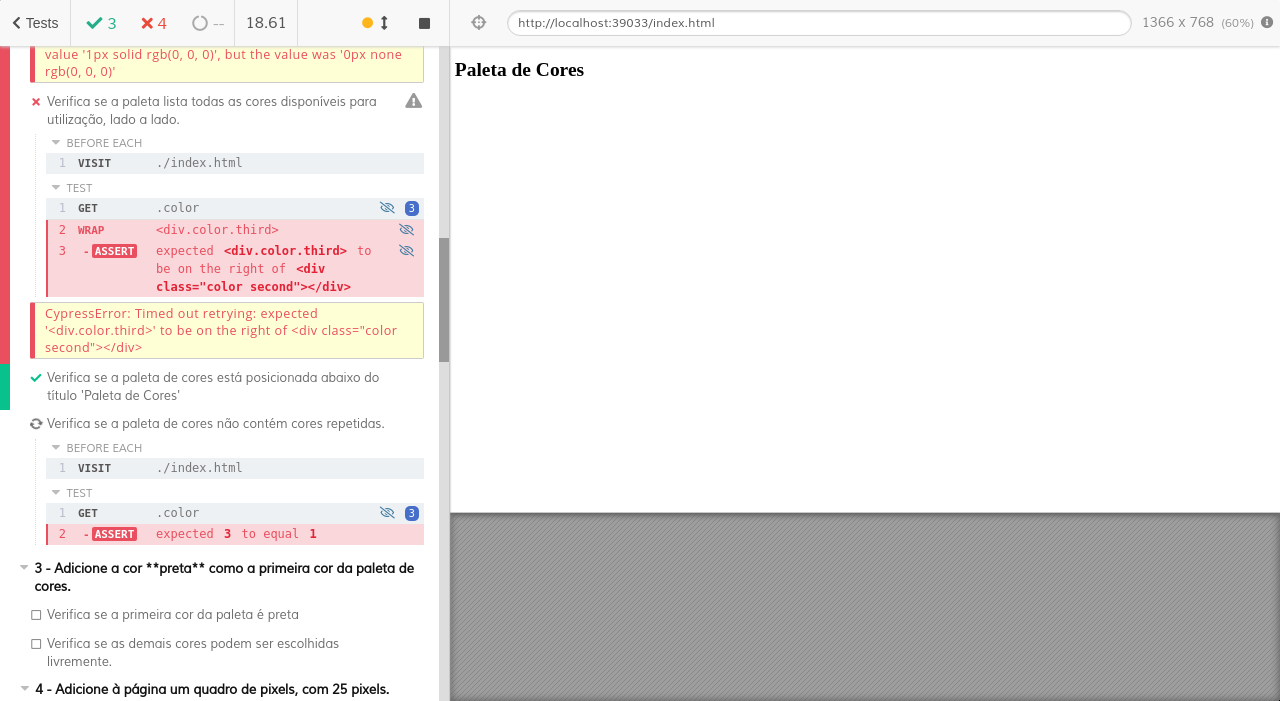 Tests
3
4
--
18.61
http://localhost:39033/index.html
1366 x 768 (60%)
value '1px solid rgb(0, 0, 0)', but the value was '0px none
rgb(0, 0, 0)'
Verifica se a paleta lista todas as cores disponíveis para
utilização, lado a lado.
BEFORE EACH
1 VISIT ./index.html
TEST
1 GET .color 3
2 WRAP <div.color.third>
3 - ASSERT expected <div.color.third> to
be on the right of <div
class="color second"></div>
CypressError: Timed out retrying: expected
'<div.color.third>' to be on the right of <div class="color
second"></div>
Verifica se a paleta de cores está posicionada abaixo do
título 'Paleta de Cores'
Verifica se a paleta de cores não contém cores repetidas.
BEFORE EACH
1 VISIT ./index.html
TEST
1 GET .color 3
2 - ASSERT expected 3 to equal 1
3 - Adicione a cor **preta** como a primeira cor da paleta de
cores.
Verifica se a primeira cor da paleta é preta
Verifica se as demais cores podem ser escolhidas
livremente.
4 - Adicione à página um quadro de pixels, com 25 pixels.
Paleta de Cores